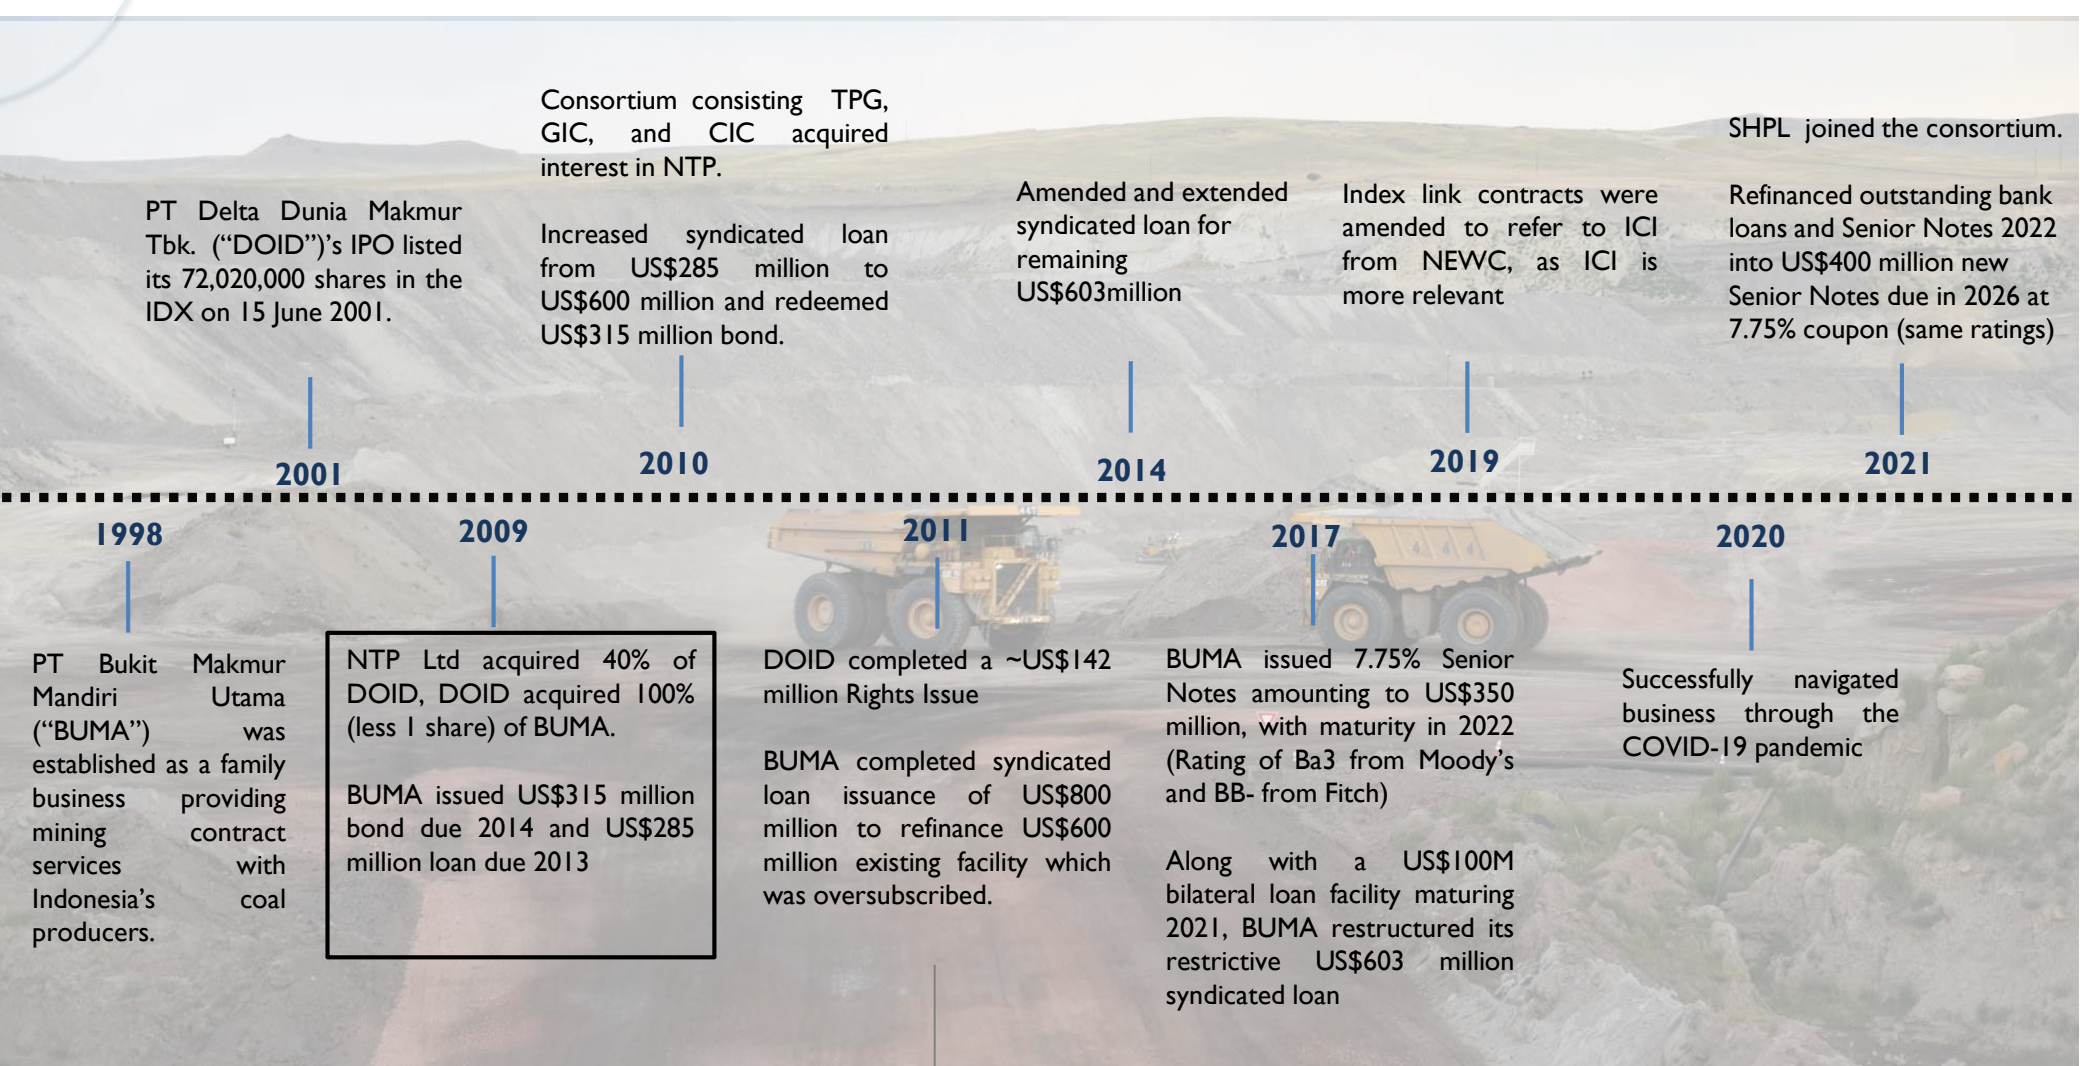 Consortium consisting TPG,
GIC, and CIC acquired
interest in NTP.
Increased syndicated loan
from US$285 million to
US$600 million and redeemed
US$315 million bond.
SHPL joined the consortium.
Refinanced outstanding bank
loans and Senior Notes 2022
into US$400 million new
Senior Notes due in 2026 at
7.75% coupon (same ratings)
PT Delta Dunia Makmur
Tbk. (“DOID”)’s IPO listed
its 72,020,000 shares in the
IDX on 15 June 2001.
Amended and extended
syndicated loan for
remaining
US$603million
Index link contracts were
amended to refer to ICI
from NEWC, as ICI is
more relevant
2001
2010
2014
2019
2021
1998
2009
2011
2017
2020
PT Bukit Makmur
Mandiri Utama
(“BUMA”) was
established as a family
business providing
mining contract
services with
Indonesia’s coal
producers.
NTP Ltd acquired 40% of
DOID, DOID acquired 100%
(less 1 share) of BUMA.
BUMA issued US$315 million
bond due 2014 and US$285
million loan due 2013
DOID completed a ~US$142
million Rights Issue
BUMA completed syndicated
loan issuance of US$800
million to refinance US$600
million existing facility which
was oversubscribed.
BUMA issued 7.75% Senior
Notes amounting to US$350
million, with maturity in 2022
(Rating of Ba3 from Moody’s
and BB- from Fitch)
Along with a US$100M
bilateral loan facility maturing
2021, BUMA restructured its
restrictive US$603 million
syndicated loan
Successfully navigated
business through the
COVID-19 pandemic